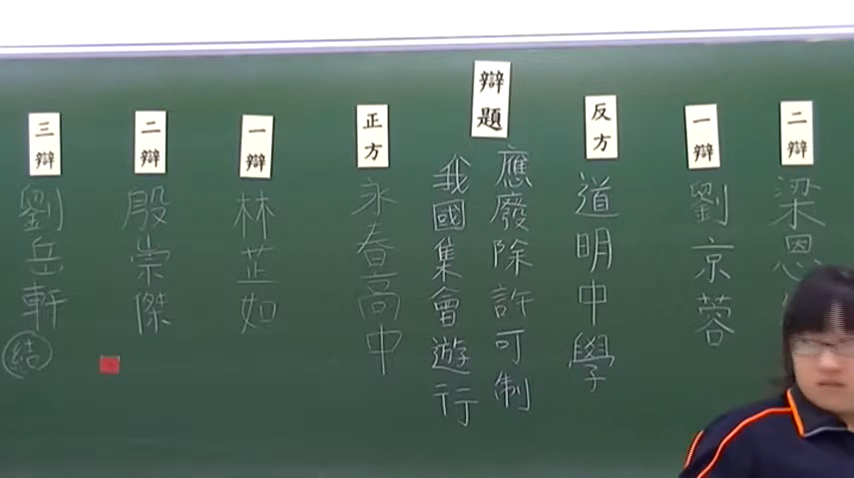 三辯
劉岳軒
結
二辯
殷崇傑
一辯
林芷如
正方
永春高中
辯題
我國集會遊行
應廢除許可制
反方
道明中學
一辯
劉京蓉
二辯
梁恩